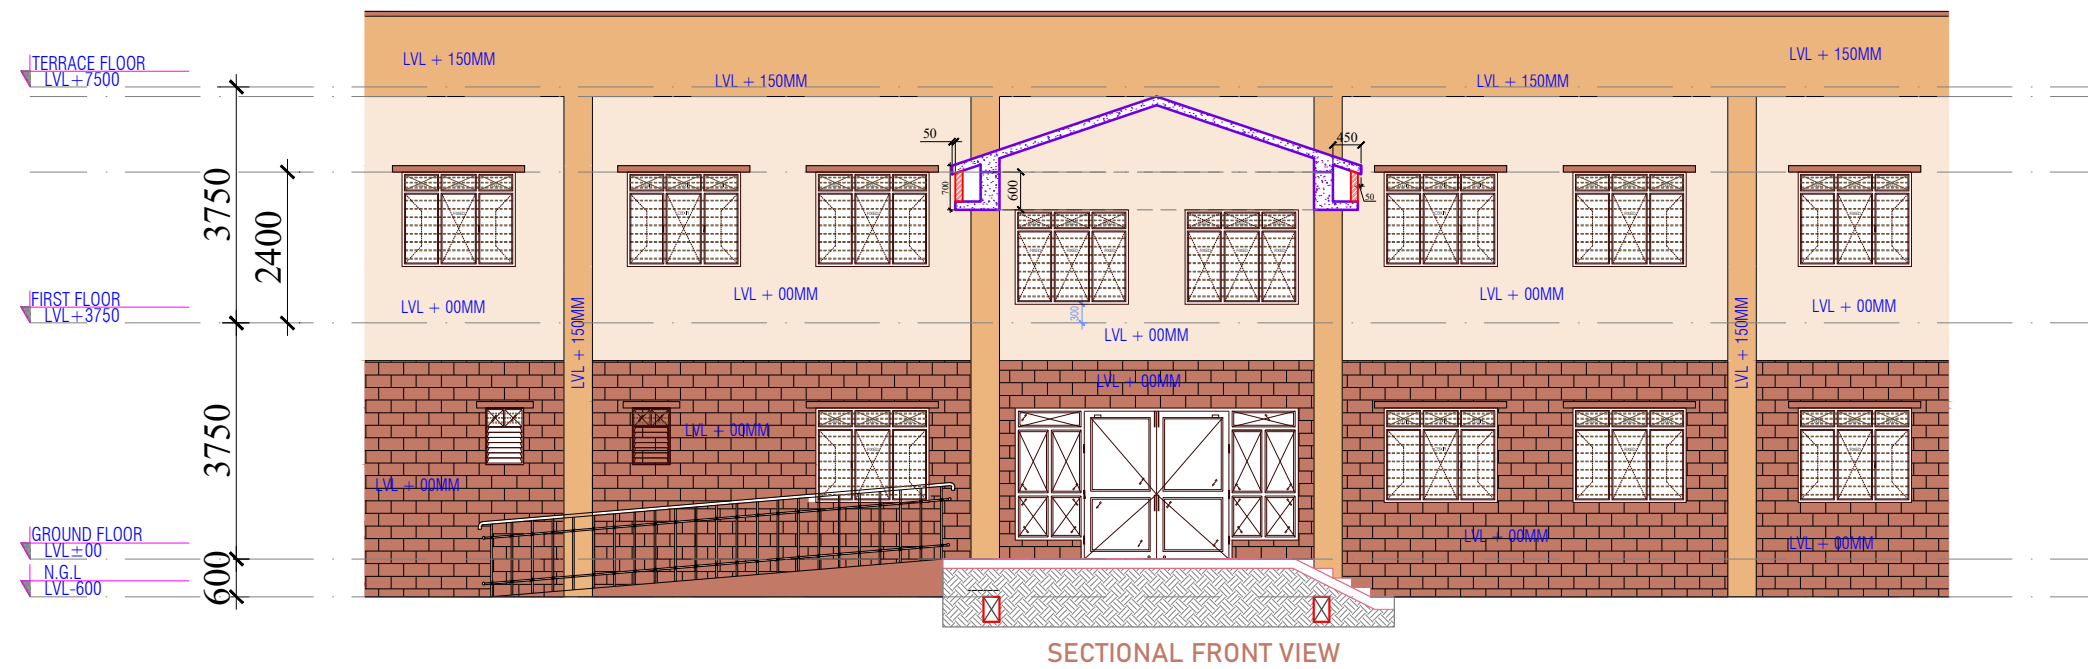 TERRACE FLOOR
LVL+7500
LVL + 150MM
LVL + 150MM
LVL + 150MM
LVL + 150MM
50
450
3750
2400
700
600
50
FIRST FLOOR
LVL+3750
LVL + 00MM
LVL + 00MM
LVL + 00MM
LVL + 00MM
300
LVL + 00MM
LVL + 150MM
LVL + 150MM
LVL + 00MM
3750
LVL + 00MM
LVL + 00MM
LVL + 00MM
LVL + 00MM
GROUND FLOOR
LVL±00
600
N.G.L
LVL-600
SECTIONAL FRONT VIEW